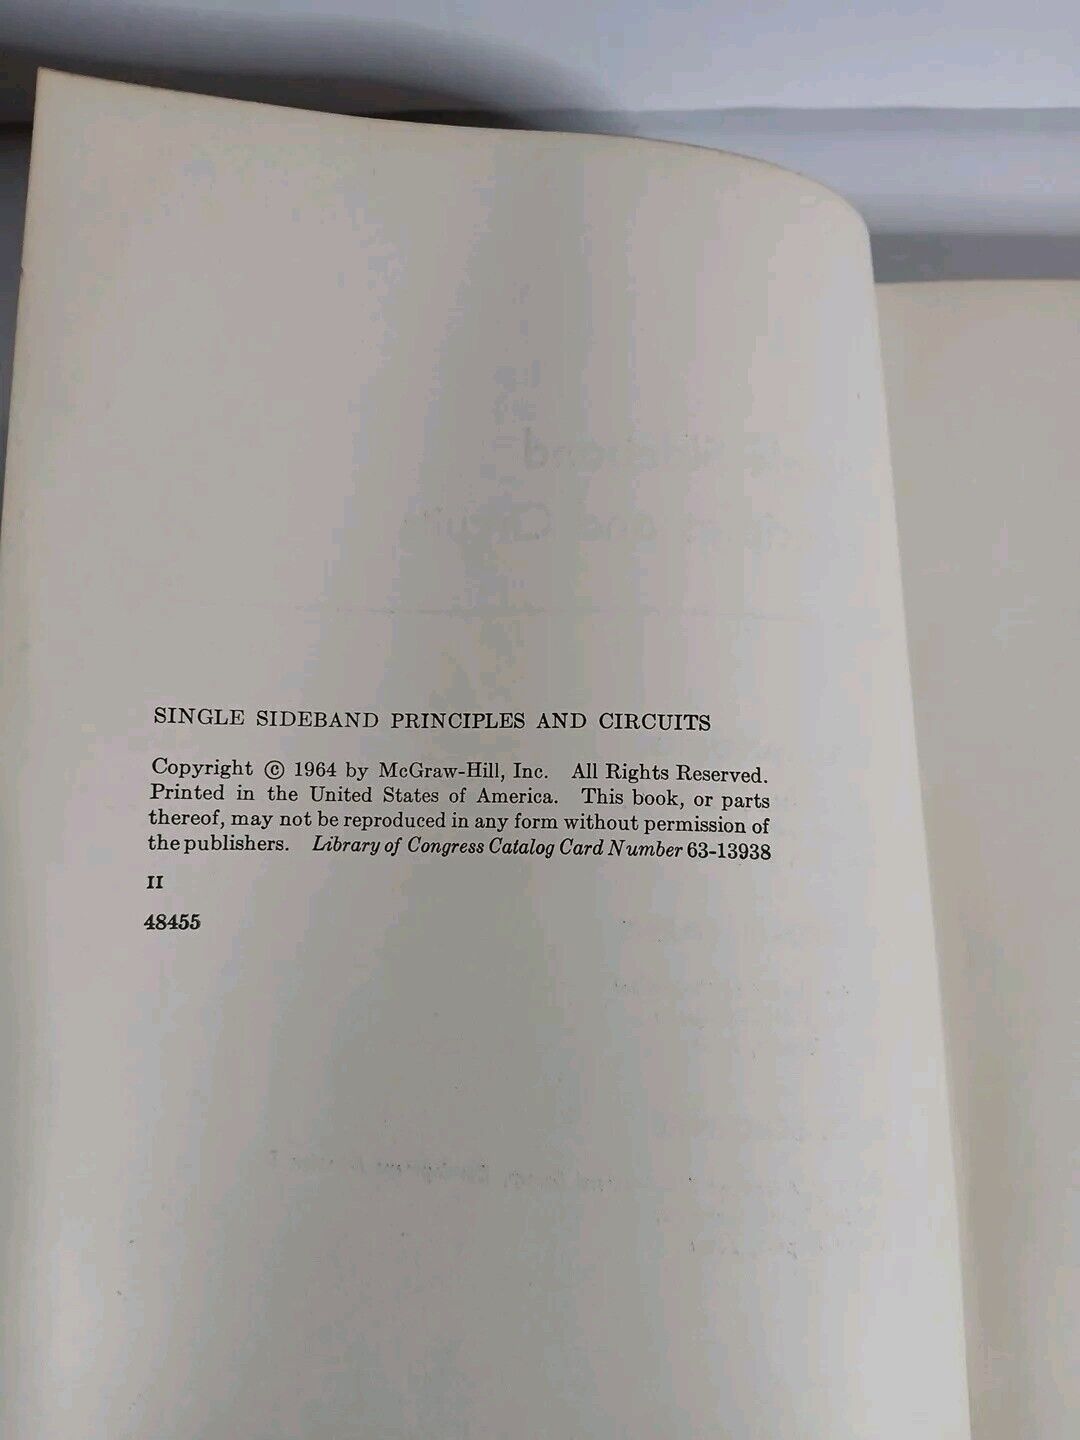 SINGLE SIDEBAND PRINCIPLES AND CIRCUITS
Copyright © 1964 by McGraw-Hill, Inc. All Rights Reserved.
Printed in the United States of America. This book, or parts
thereof, may not be reproduced in any form without permission of
the publishers. Library of Congress Catalog Card Number 63-13938
II
48455